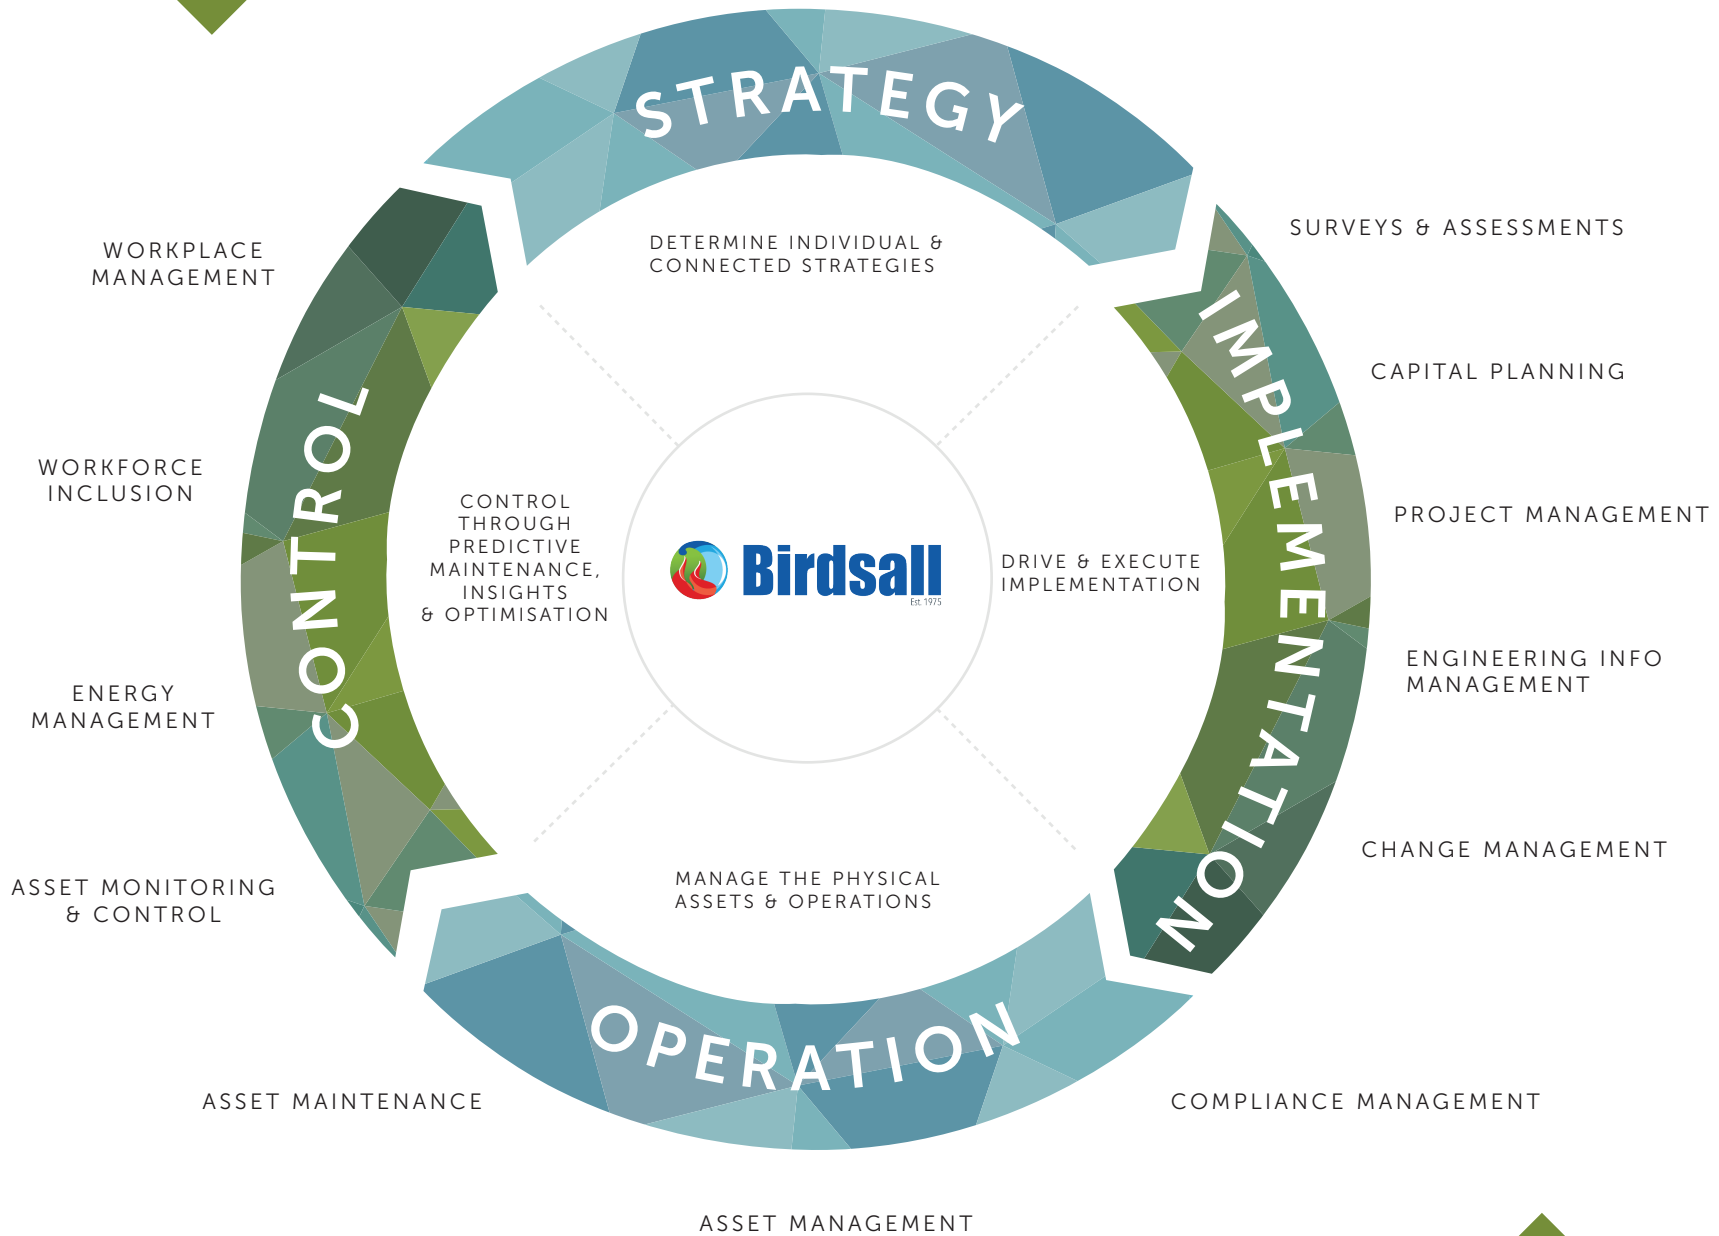 STRATEGY
DETERMINE INDIVIDUAL &
CONNECTED STRATEGIES
IMPLEMENTATION
DRIVE & EXECUTE
IMPLEMENTATION
SURVEYS & ASSESSMENTS
CAPITAL PLANNING
PROJECT MANAGEMENT
ENGINEERING INFO
MANAGEMENT
CHANGE MANAGEMENT
OPERATION
MANAGE THE PHYSICAL
ASSETS & OPERATIONS
COMPLIANCE MANAGEMENT
ASSET MANAGEMENT
ASSET MAINTENANCE
CONTROL
CONTROL
THROUGH
PREDICTIVE
MAINTENANCE,
INSIGHTS
& OPTIMISATION
ASSET MONITORING
& CONTROL
ENERGY
MANAGEMENT
WORKFORCE
INCLUSION
WORKPLACE
MANAGEMENT
Birdsall
Est. 1975